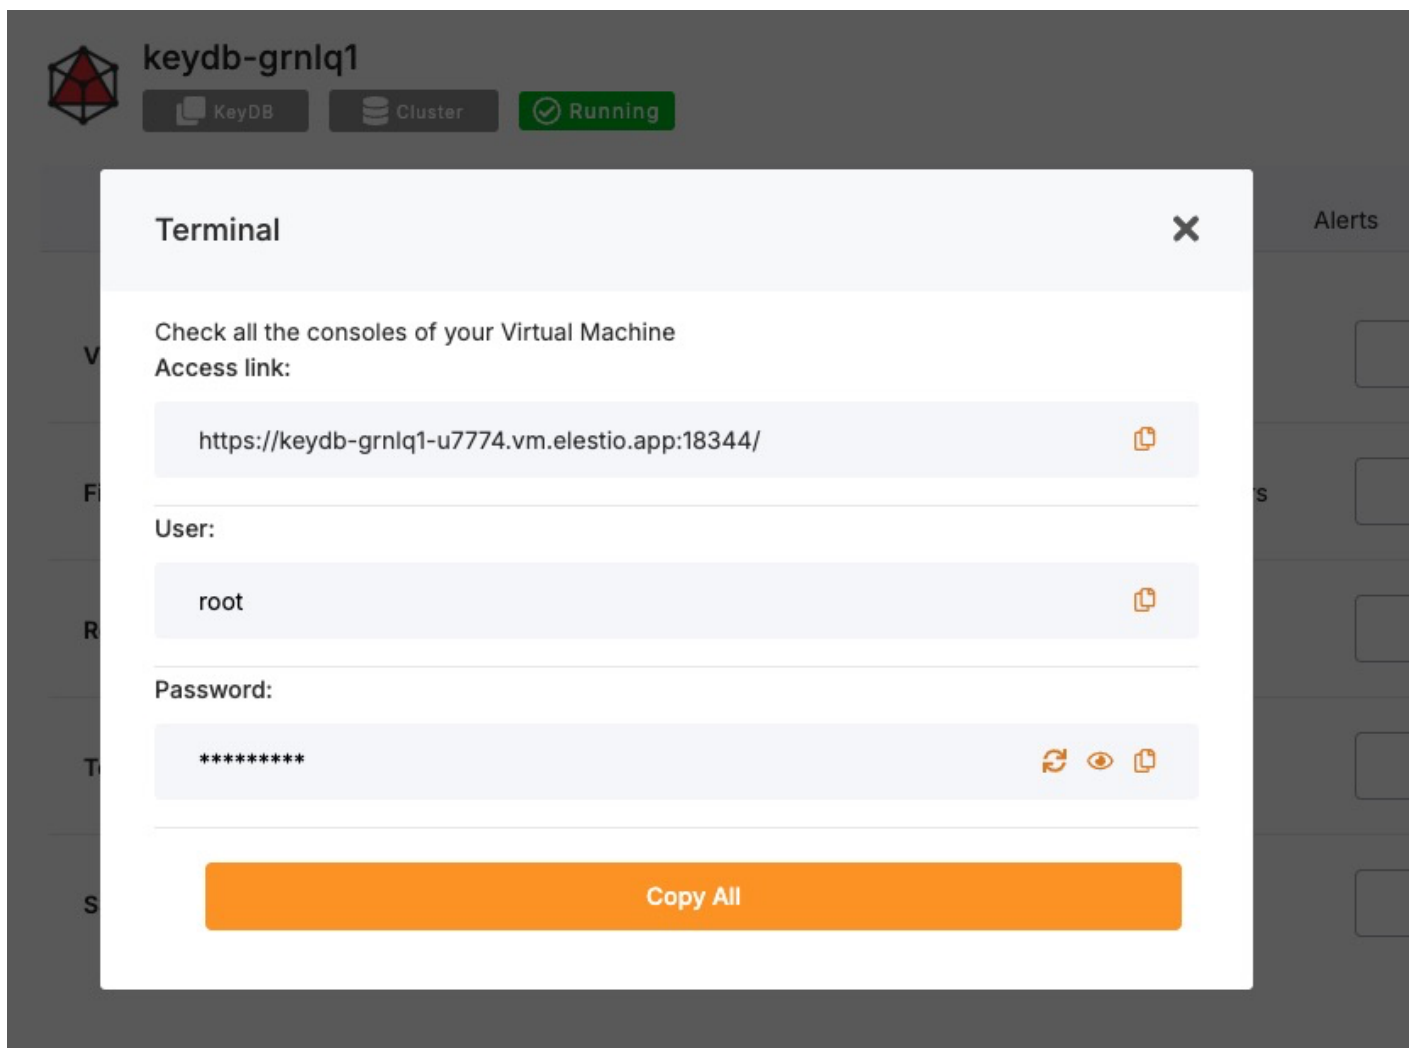 keydb-grnlq1
KeyDB
Cluster
Running
Alerts
Terminal
Check all the consoles of your Virtual Machine
Access link:
https://keydb-grnlq1-u7774.vm.elestio.app:18344/
User:
root
Password:
*********
Copy All